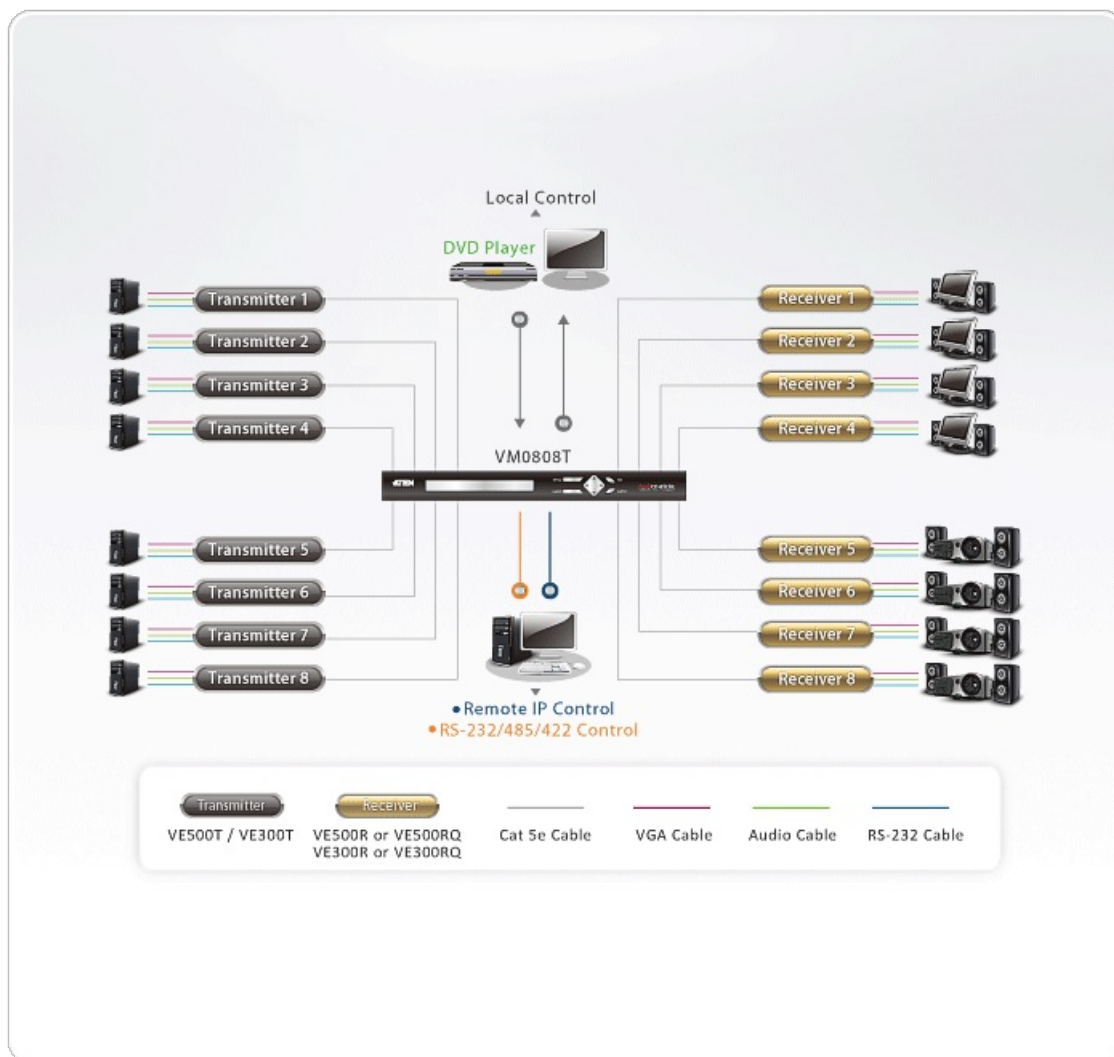 Local Control
DVD Player
Transmitter 1
Transmitter 2
Transmitter 3
Transmitter 4
Receiver 1
Receiver 2
Receiver 3
Receiver 4
VM0808T
ATEN
Transmitter 5
Transmitter 6
Transmitter 7
Transmitter 8
Receiver 5
Receiver 6
Receiver 7
Receiver 8
•Remote IP Control
•RS-232/485/422 Control
Transmitter
VE500T / VE300T
Receiver
VE500R or VE500RQ
VE300R or VE300RQ
Cat 5e Cable
VGA Cable
Audio Cable
RS-232 Cable